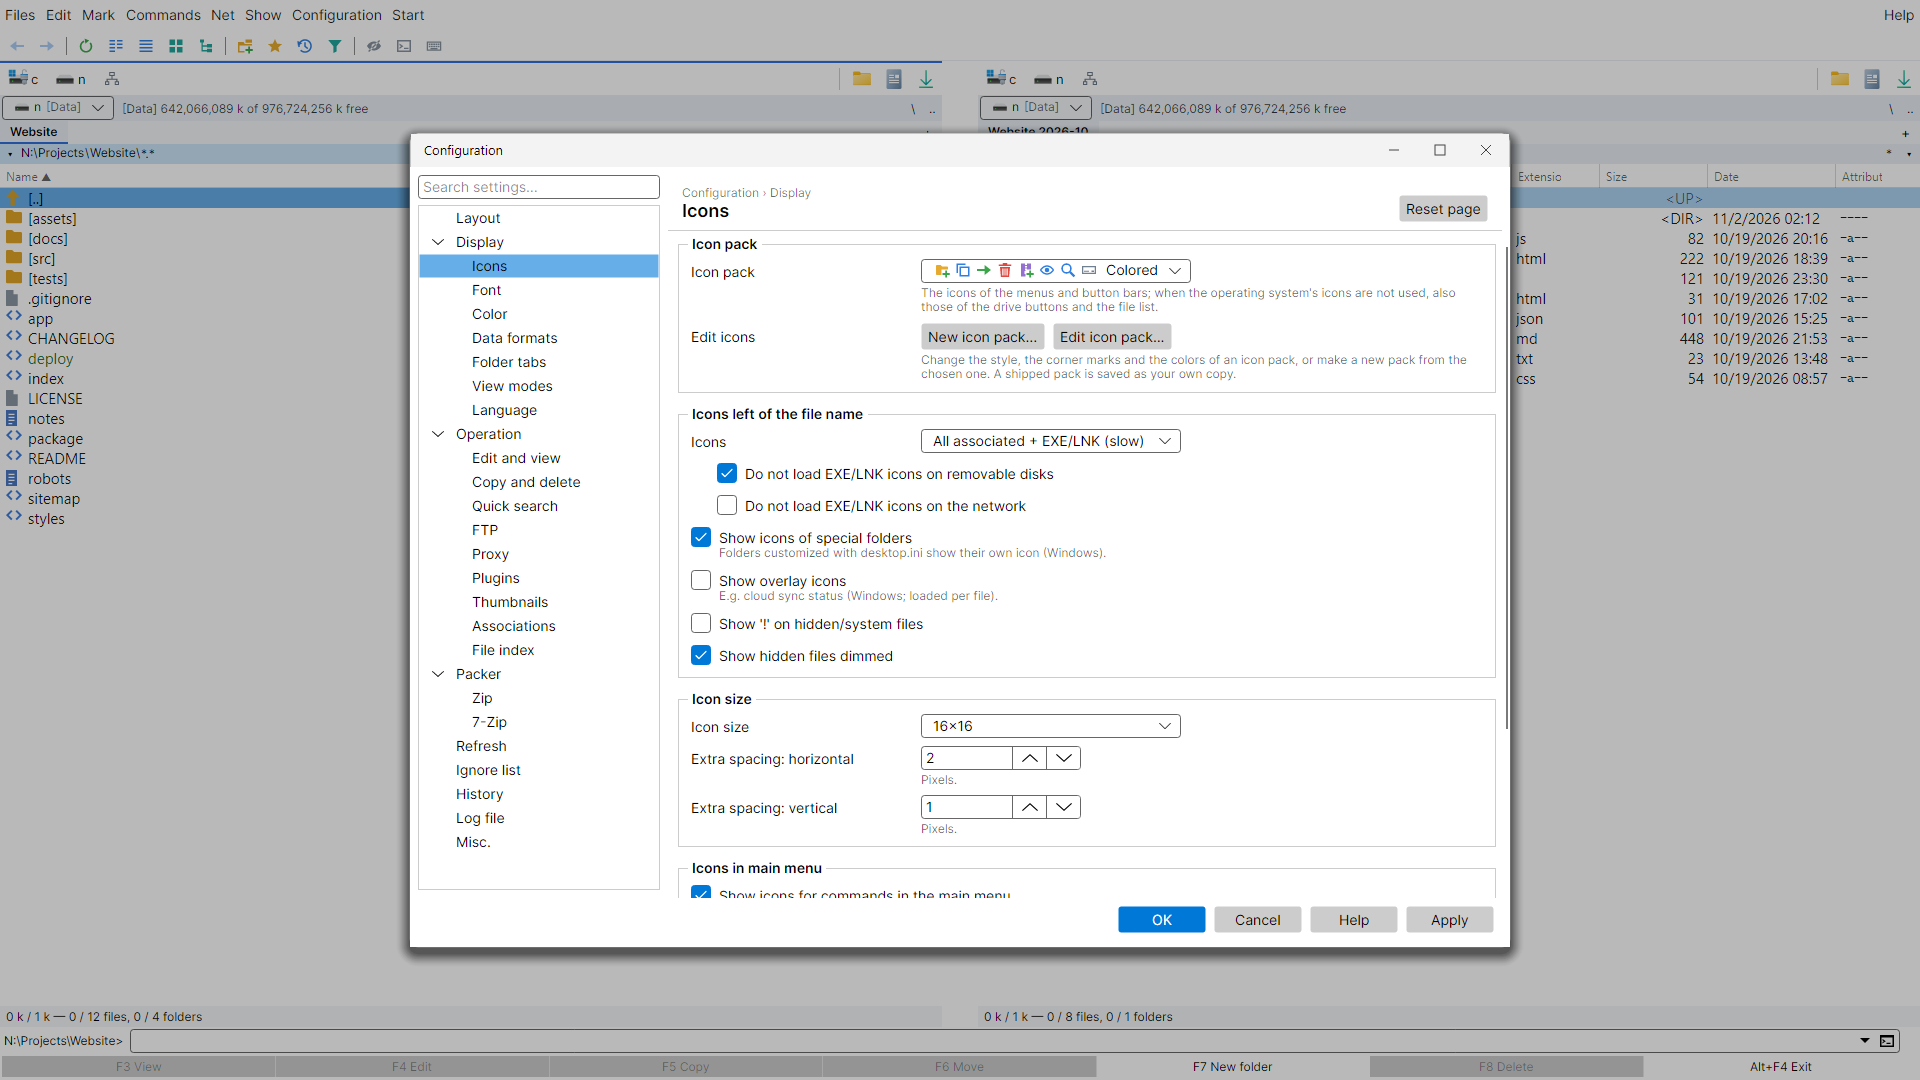 Files Edit Mark Commands Net Show Configuration Start Help
c n
c n
n [Data] [Data] 642,066,089 k of 976,724,256 k free \ ..
n [Data] [Data] 642,066,089 k of 976,724,256 k free \ ..
Website
Website 2026-10 +
N:\Projects\Website\*.*
*
Name
Extensio Size Date Attribut
[..]
[assets]
[docs]
[src]
[tests]
.gitignore
app
CHANGELOG
deploy
index
LICENSE
notes
package
README
robots
sitemap
styles
<UP>
<DIR> 11/2/2026 02:12 ----
js 82 10/19/2026 20:16 -a--
html 222 10/19/2026 18:39 -a--
121 10/19/2026 23:30 -a--
html 31 10/19/2026 17:02 -a--
json 101 10/19/2026 15:25 -a--
md 448 10/19/2026 21:53 -a--
txt 23 10/19/2026 13:48 -a--
css 54 10/19/2026 08:57 -a--
Configuration
Search settings...
Layout
Display
Icons
Font
Color
Data formats
Folder tabs
View modes
Language
Operation
Edit and view
Copy and delete
Quick search
FTP
Proxy
Plugins
Thumbnails
Associations
File index
Packer
Zip
7-Zip
Refresh
Ignore list
History
Log file
Misc.
Configuration › Display
Icons
Reset page
Icon pack
Icon pack Colored
The icons of the menus and button bars; when the operating system's icons are not used, also
those of the drive buttons and the file list.
Edit icons New icon pack... Edit icon pack...
Change the style, the corner marks and the colors of an icon pack, or make a new pack from the
chosen one. A shipped pack is saved as your own copy.
Icons left of the file name
Icons All associated + EXE/LNK (slow)
Do not load EXE/LNK icons on removable disks
Do not load EXE/LNK icons on the network
Show icons of special folders
Folders customized with desktop.ini show their own icon (Windows).
Show overlay icons
E.g. cloud sync status (Windows; loaded per file).
Show '!' on hidden/system files
Show hidden files dimmed
Icon size
Icon size 16×16
Extra spacing: horizontal 2
Pixels.
Extra spacing: vertical 1
Pixels.
Icons in main menu
Show icons for commands in the main menu
OK Cancel Help Apply
0 k / 1 k — 0 / 12 files, 0 / 4 folders
0 k / 1 k — 0 / 8 files, 0 / 1 folders
N:\Projects\Website>
F3 View F4 Edit F5 Copy F6 Move F7 New folder F8 Delete Alt+F4 Exit